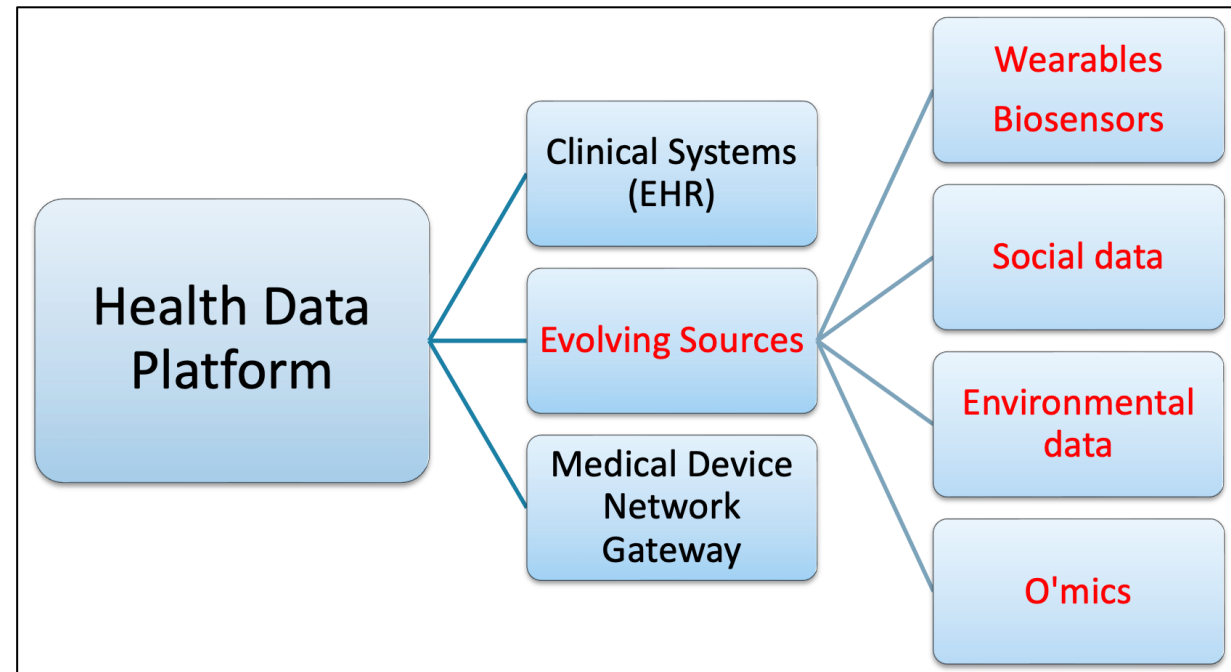 Health Data
Platform
Clinical Systems
(EHR)
Evolving Sources
Medical Device
Network
Gateway
Wearables
Biosensors
Social data
Environmental
data
O'mics